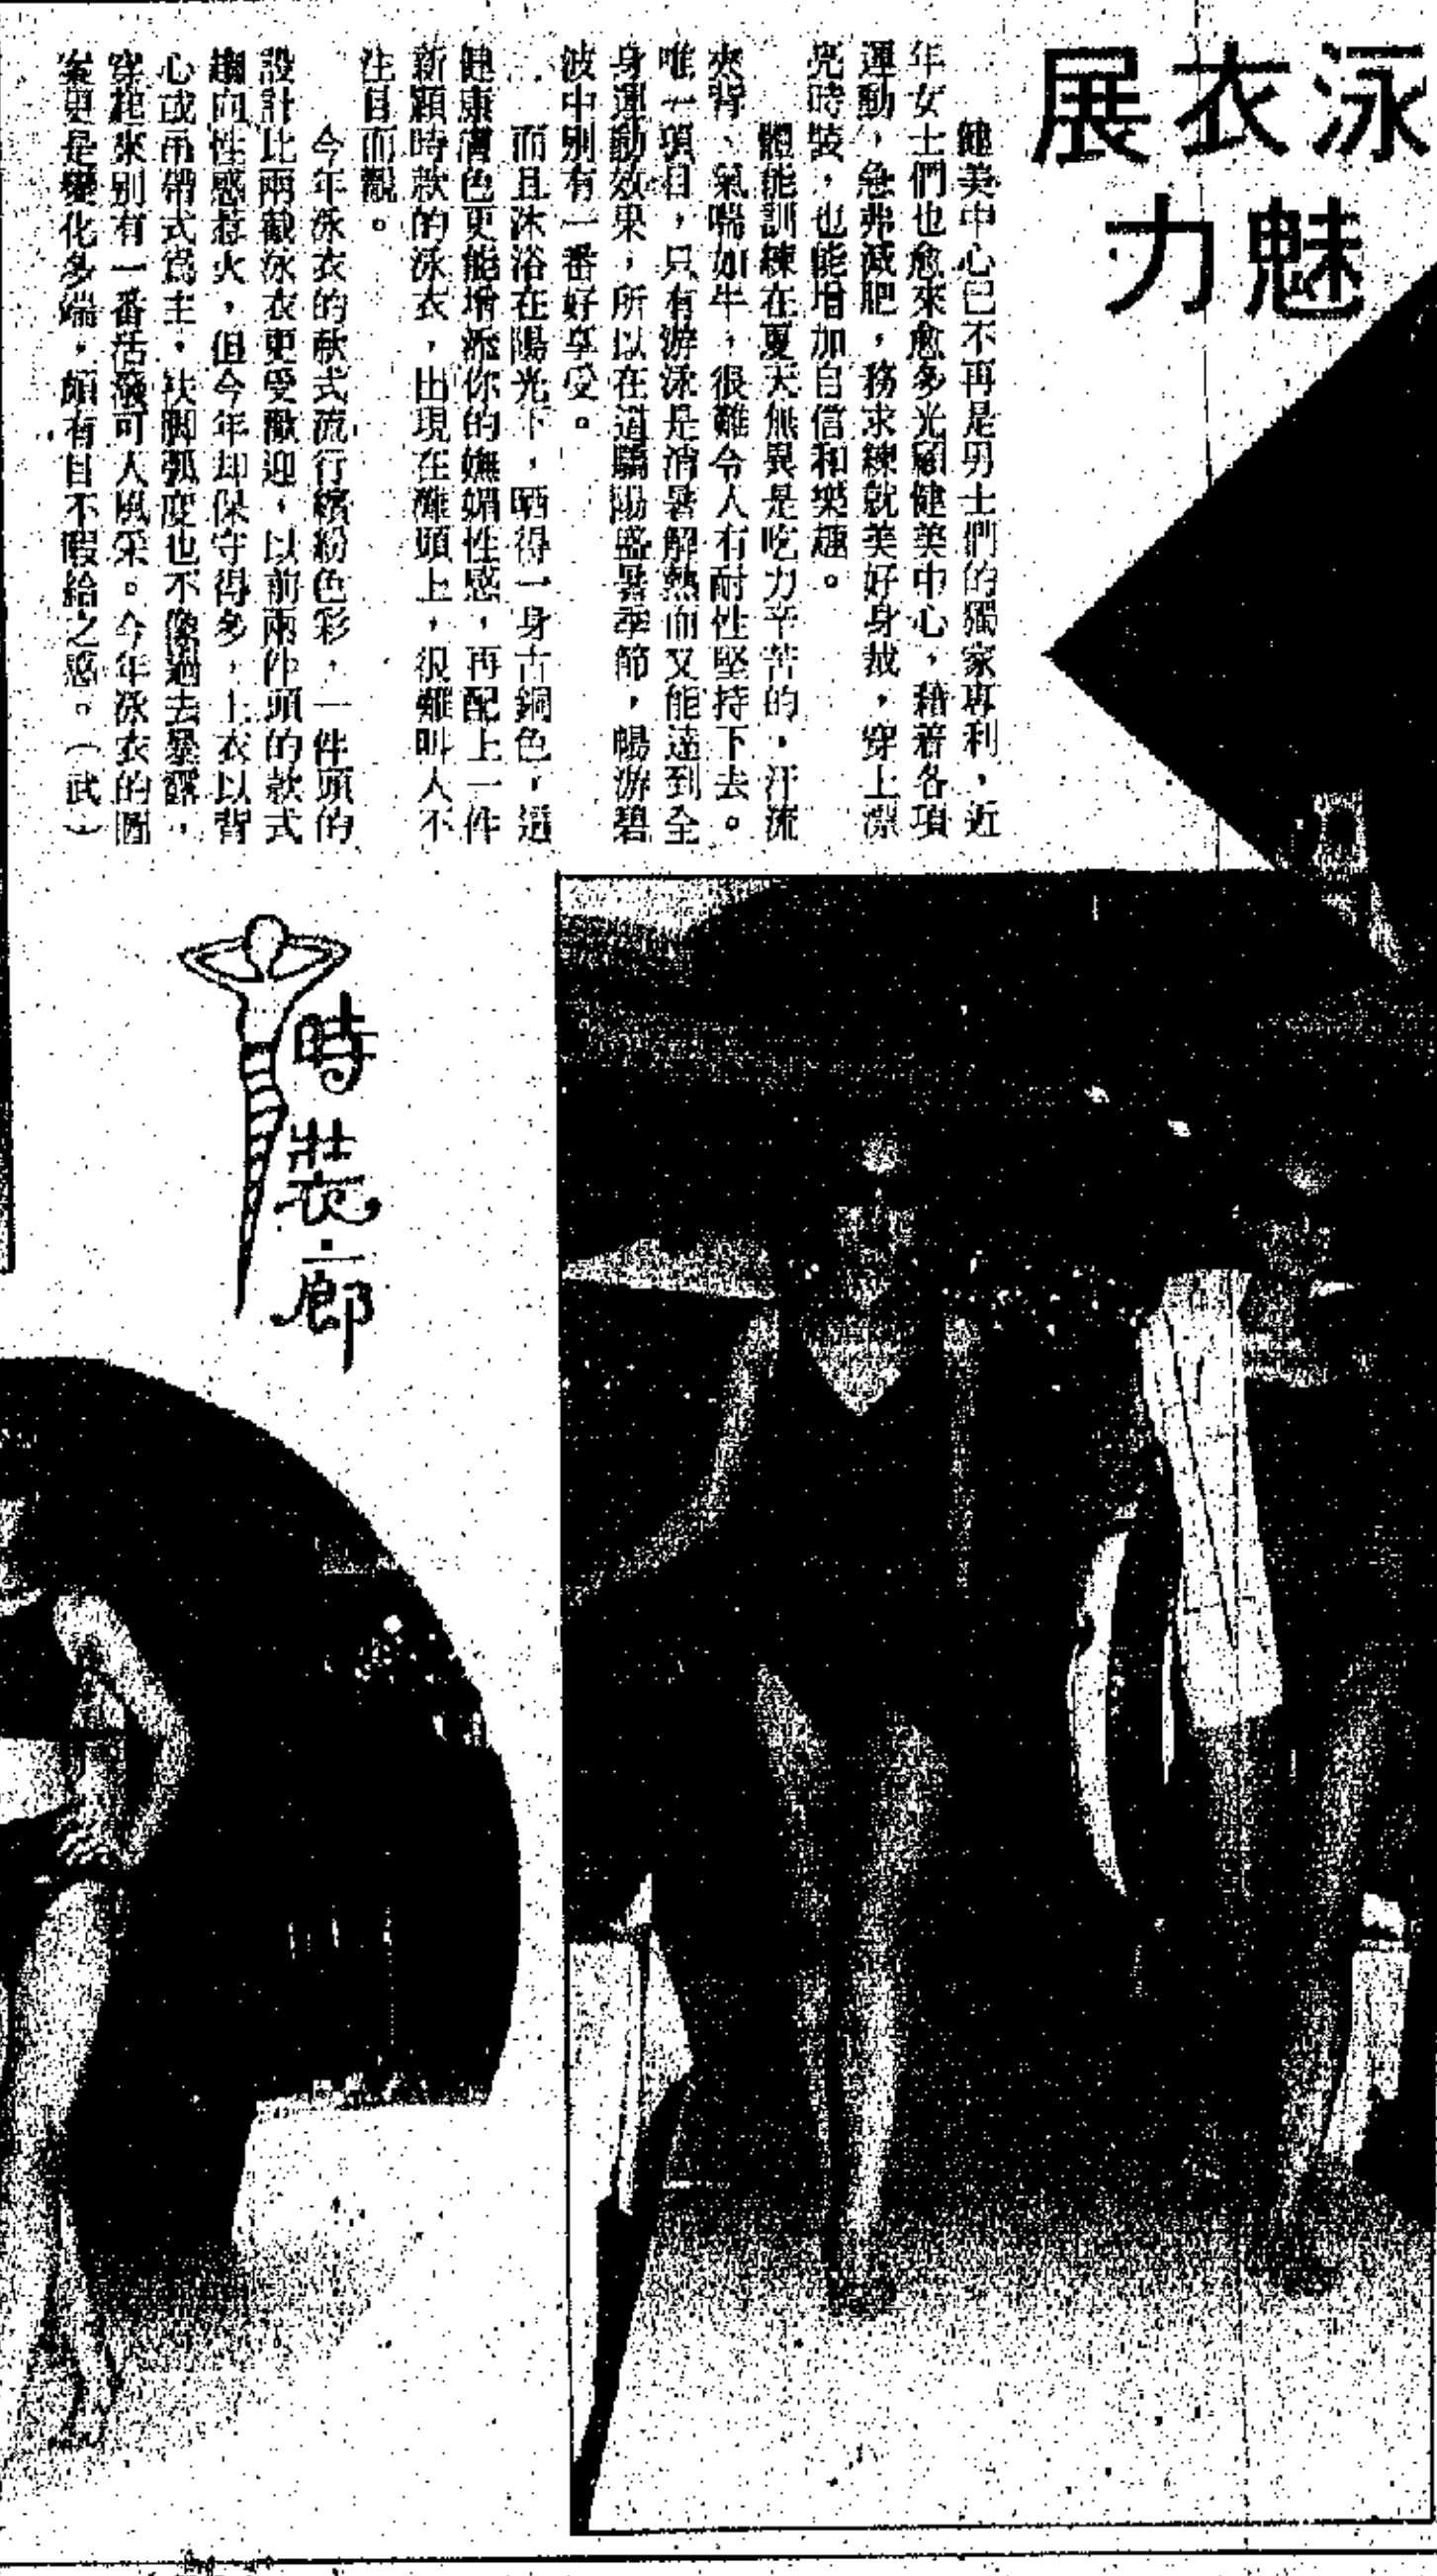 泳衣展
魅力
健美中心已不再是男士們的獨家專利，近
年女士們也愈來愈多光顧健美中心，藉着各項
運動，急弗减肥，務求練就美好身裁，穿上漂
亮時裝，也能增加自信和樂趣。
體能訓練在夏天無異是吃力辛苦的，汗流
夾背、氣喘如牛，很難令人有耐性堅持下去。
唯一項目，只有游泳是消暑解熱而又能達到全
身運動效果，所以在這驕陽盛暑季節，暢游碧
波中别有一番好享受。
而且沐浴在陽光下，晒得一身古銅色，這
健康膚色更能增添你的嫵媚性感，再配上一件
新穎時款的泳衣，出現在灘頭上，很難叫人不
注目而觀。
今年泳衣的款式流行繽紛色彩，一件頭的
設計比兩截泳衣更受歡迎，以前兩件頭的款式
趨向性感惹火，但今年却保守得多，上衣以背
心或吊帶式爲主，衩脚弧度也不像過去暴露，
穿起來别有一番活潑可人風采。今年泳衣的圖
案更是變化多端，頗有目不暇給之感。（武）
時裝廊